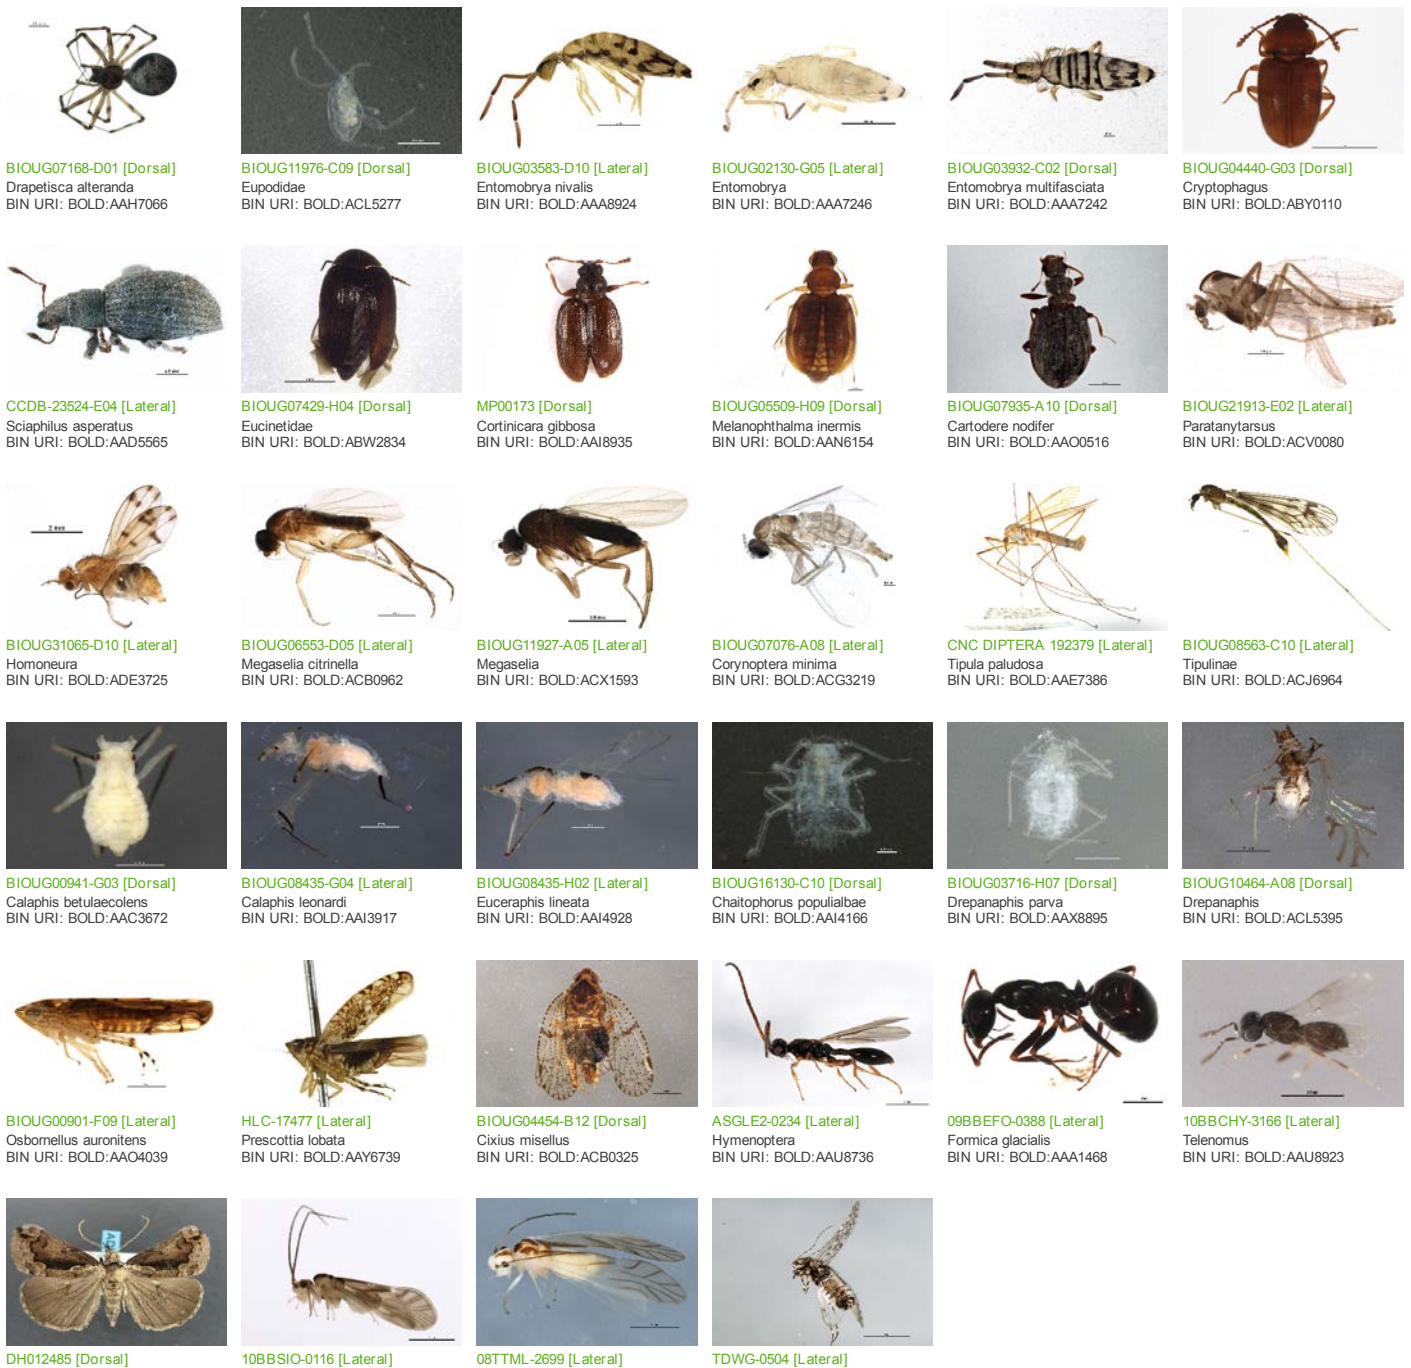 BIOUG07168-D01 [Dorsal]
Drapetisca alteranda
BIN URI: BOLD:AAH7066
BIOUG11976-C09 [Dorsal]
Eupodidae
BIN URI: BOLD:ACL5277
BIOUG03583-D10 [Lateral]
Entomobrya nivalis
BIN URI: BOLD:AAA8924
BIOUG02130-G05 [Lateral]
Entomobrya
BIN URI: BOLD:AAA7246
BIOUG03932-C02 [Dorsal]
Entomobrya multifasciata
BIN URI: BOLD:AAA7242
BIOUG04440-G03 [Dorsal]
Cryptophagus
BIN URI: BOLD:ABY0110
CCDB-23524-E04 [Lateral]
Sciaphilus asperatus
BIN URI: BOLD:AAD5565
BIOUG07429-H04 [Dorsal]
Eucinetidae
BIN URI: BOLD:ABW2834
MP00173 [Dorsal]
Cortinicara gibbosa
BIN URI: BOLD:AAI8935
BIOUG05509-H09 [Dorsal]
Melanophthalma inermis
BIN URI: BOLD:AAN6154
BIOUG07935-A10 [Dorsal]
Cartodere nodifer
BIN URI: BOLD:AAO0516
BIOUG21913-E02 [Lateral]
Paratanytarsus
BIN URI: BOLD:ACV0080
2 mm
BIOUG31065-D10 [Lateral]
Homoneura
BIN URI: BOLD:ADE3725
BIOUG06553-D05 [Lateral]
Megaselia citrinella
BIN URI: BOLD:ACB0962
BIOUG11927-A05 [Lateral]
Megaselia
BIN URI: BOLD:ACX1593
BIOUG07076-A08 [Lateral]
Corynoptera minima
BIN URI: BOLD:ACG3219
CNC DIPTERA 192379 [Lateral]
Tipula paludosa
BIN URI: BOLD:AAE7386
BIOUG08563-C10 [Lateral]
Tipulinae
BIN URI: BOLD:ACJ6964
BIOUG00941-G03 [Dorsal]
Calaphis betulaecolens
BIN URI: BOLD:AAC3672
BIOUG08435-G04 [Lateral]
Calaphis leonardi
BIN URI: BOLD:AAI3917
BIOUG08435-H02 [Lateral]
Euceraphis lineata
BIN URI: BOLD:AAI4928
BIOUG16130-C10 [Dorsal]
Chaitophorus populialbae
BIN URI: BOLD:AAI4166
BIOUG03716-H07 [Dorsal]
Drepanaphis parva
BIN URI: BOLD:AAX8895
BIOUG10464-A08 [Dorsal]
Drepanaphis
BIN URI: BOLD:ACL5395
BIOUG00901-F09 [Lateral]
Osbornellus auronitens
BIN URI: BOLD:AAO4039
HLC-17477 [Lateral]
Prescottia lobata
BIN URI: BOLD:AAY6739
BIOUG04454-B12 [Dorsal]
Cixius misellus
BIN URI: BOLD:ACB0325
ASGLE2-0234 [Lateral]
Hymenoptera
BIN URI: BOLD:AAU8736
09BBEFO-0388 [Lateral]
Formica glacialis
BIN URI: BOLD:AAA1468
10BBCHY-3166 [Lateral]
Telenomus
BIN URI: BOLD:AAU8923
DH012485 [Dorsal]
10BBSIO-0116 [Lateral]
08TTML-2699 [Lateral]
TDWG-0504 [Lateral]